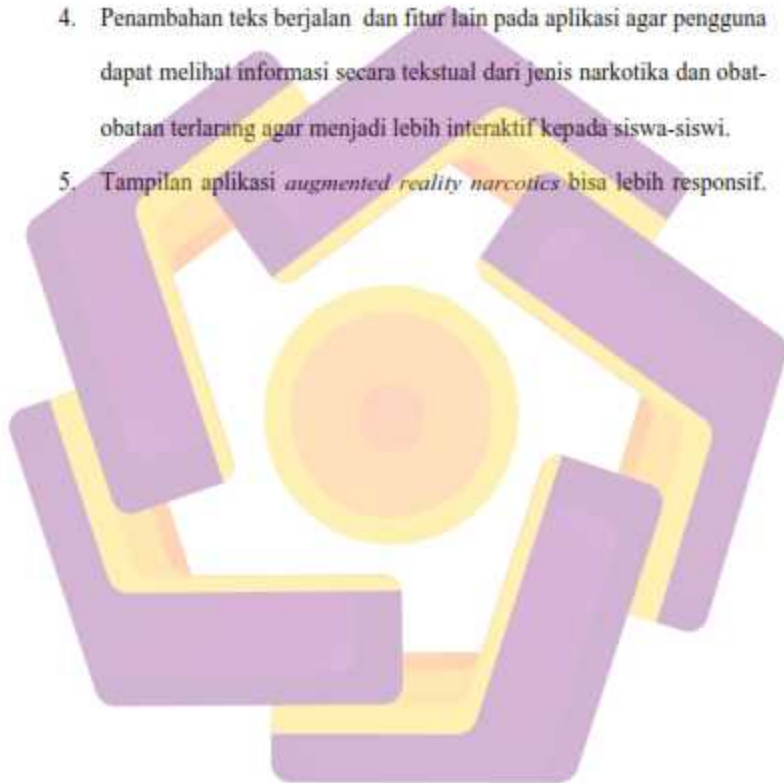 4. Penambahan teks berjalan dan fitur lain pada aplikasi agar pengguna
dapat melihat informasi secara tekstual dari jenis narkotika dan obat-
obatan terlarang agar menjadi lebih interaktif kepada siswa-siswi.
5. Tampilan aplikasi augmented reality narcotics bisa lebih responsif.